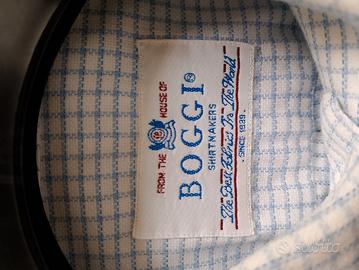 FROM THE HOUSE OF
BOGGI®
SHIRTMAKERS
The Best Fabrics In The World
· SINCE 1939 ·
subito